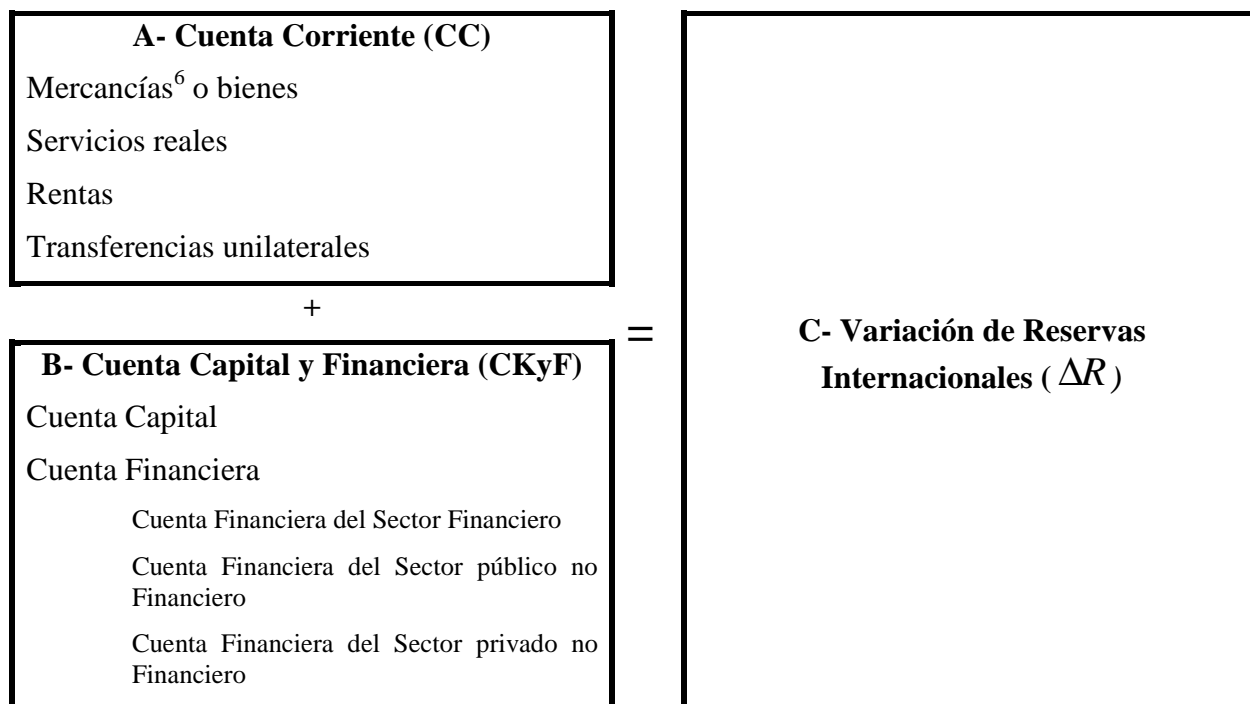 A- Cuenta Corriente (CC)
Mercancías⁶ o bienes
Servicios reales
Rentas
Transferencias unilaterales
+
B- Cuenta Capital y Financiera (CKyF)
Cuenta Capital
Cuenta Financiera
Cuenta Financiera del Sector Financiero
Cuenta Financiera del Sector público no
Financiero
Cuenta Financiera del Sector privado no
Financiero
=
C- Variación de Reservas
Internacionales ( ΔR )